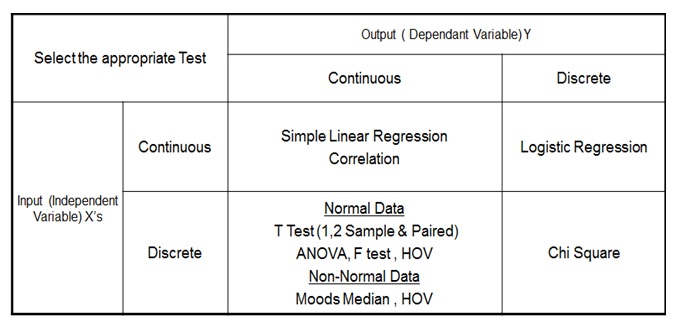 Select the appropriate Test
Output ( Dependant Variable) Y
Continuous
Discrete
Input (Independent
Variable) X's
Continuous
Simple Linear Regression
Correlation
Logistic Regression
Discrete
Normal Data
T Test (1,2 Sample & Paired)
ANOVA, F test , HOV
Non-Normal Data
Moods Median , HOV
Chi Square